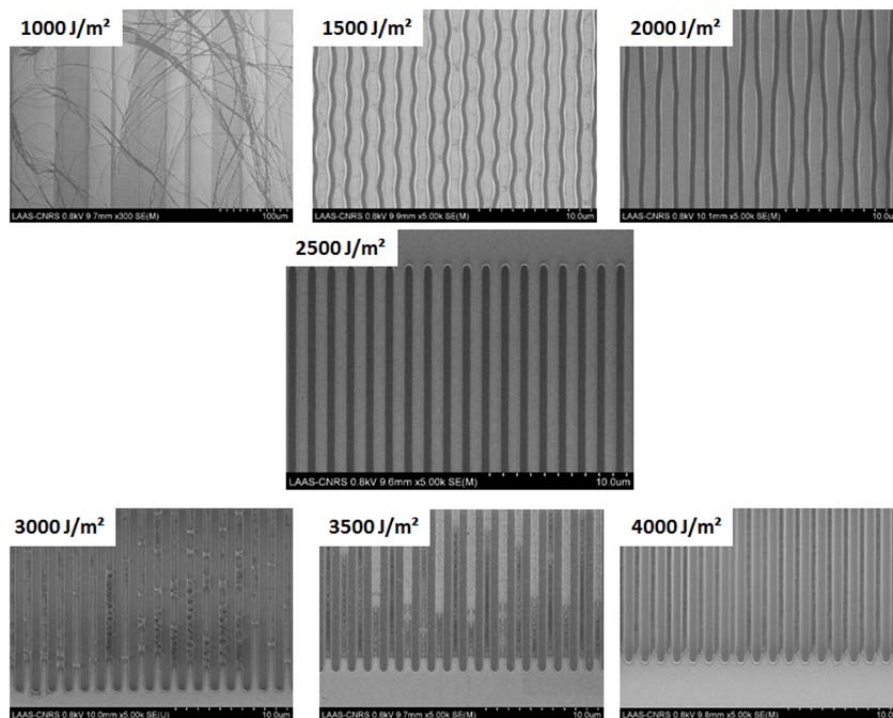 1000 J/m²
1500 J/m²
2000 J/m²
LAAS-CNRS 0.8kV 9.7mm x300 SE(M) 100um
LAAS-CNRS 0.8kV 9.9mm x5.00k SE(M) 10.0um
LAAS-CNRS 0.8kV 10.1mm x5.00k SE(M) 10.0u
2500 J/m²
LAAS-CNRS 0.8kV 9.6mm x5.00k SE(M) 10.0um
3000 J/m²
3500 J/m²
4000 J/m²
LAAS-CNRS 0.8kV 10.0mm x5.00k SE(U) 10.0um
LAAS-CNRS 0.8kV 9.7mm x5.00k SE(M) 10.0um
LAAS-CNRS 0.8kV 9.8mm x5.00k SE(M) 10.0um